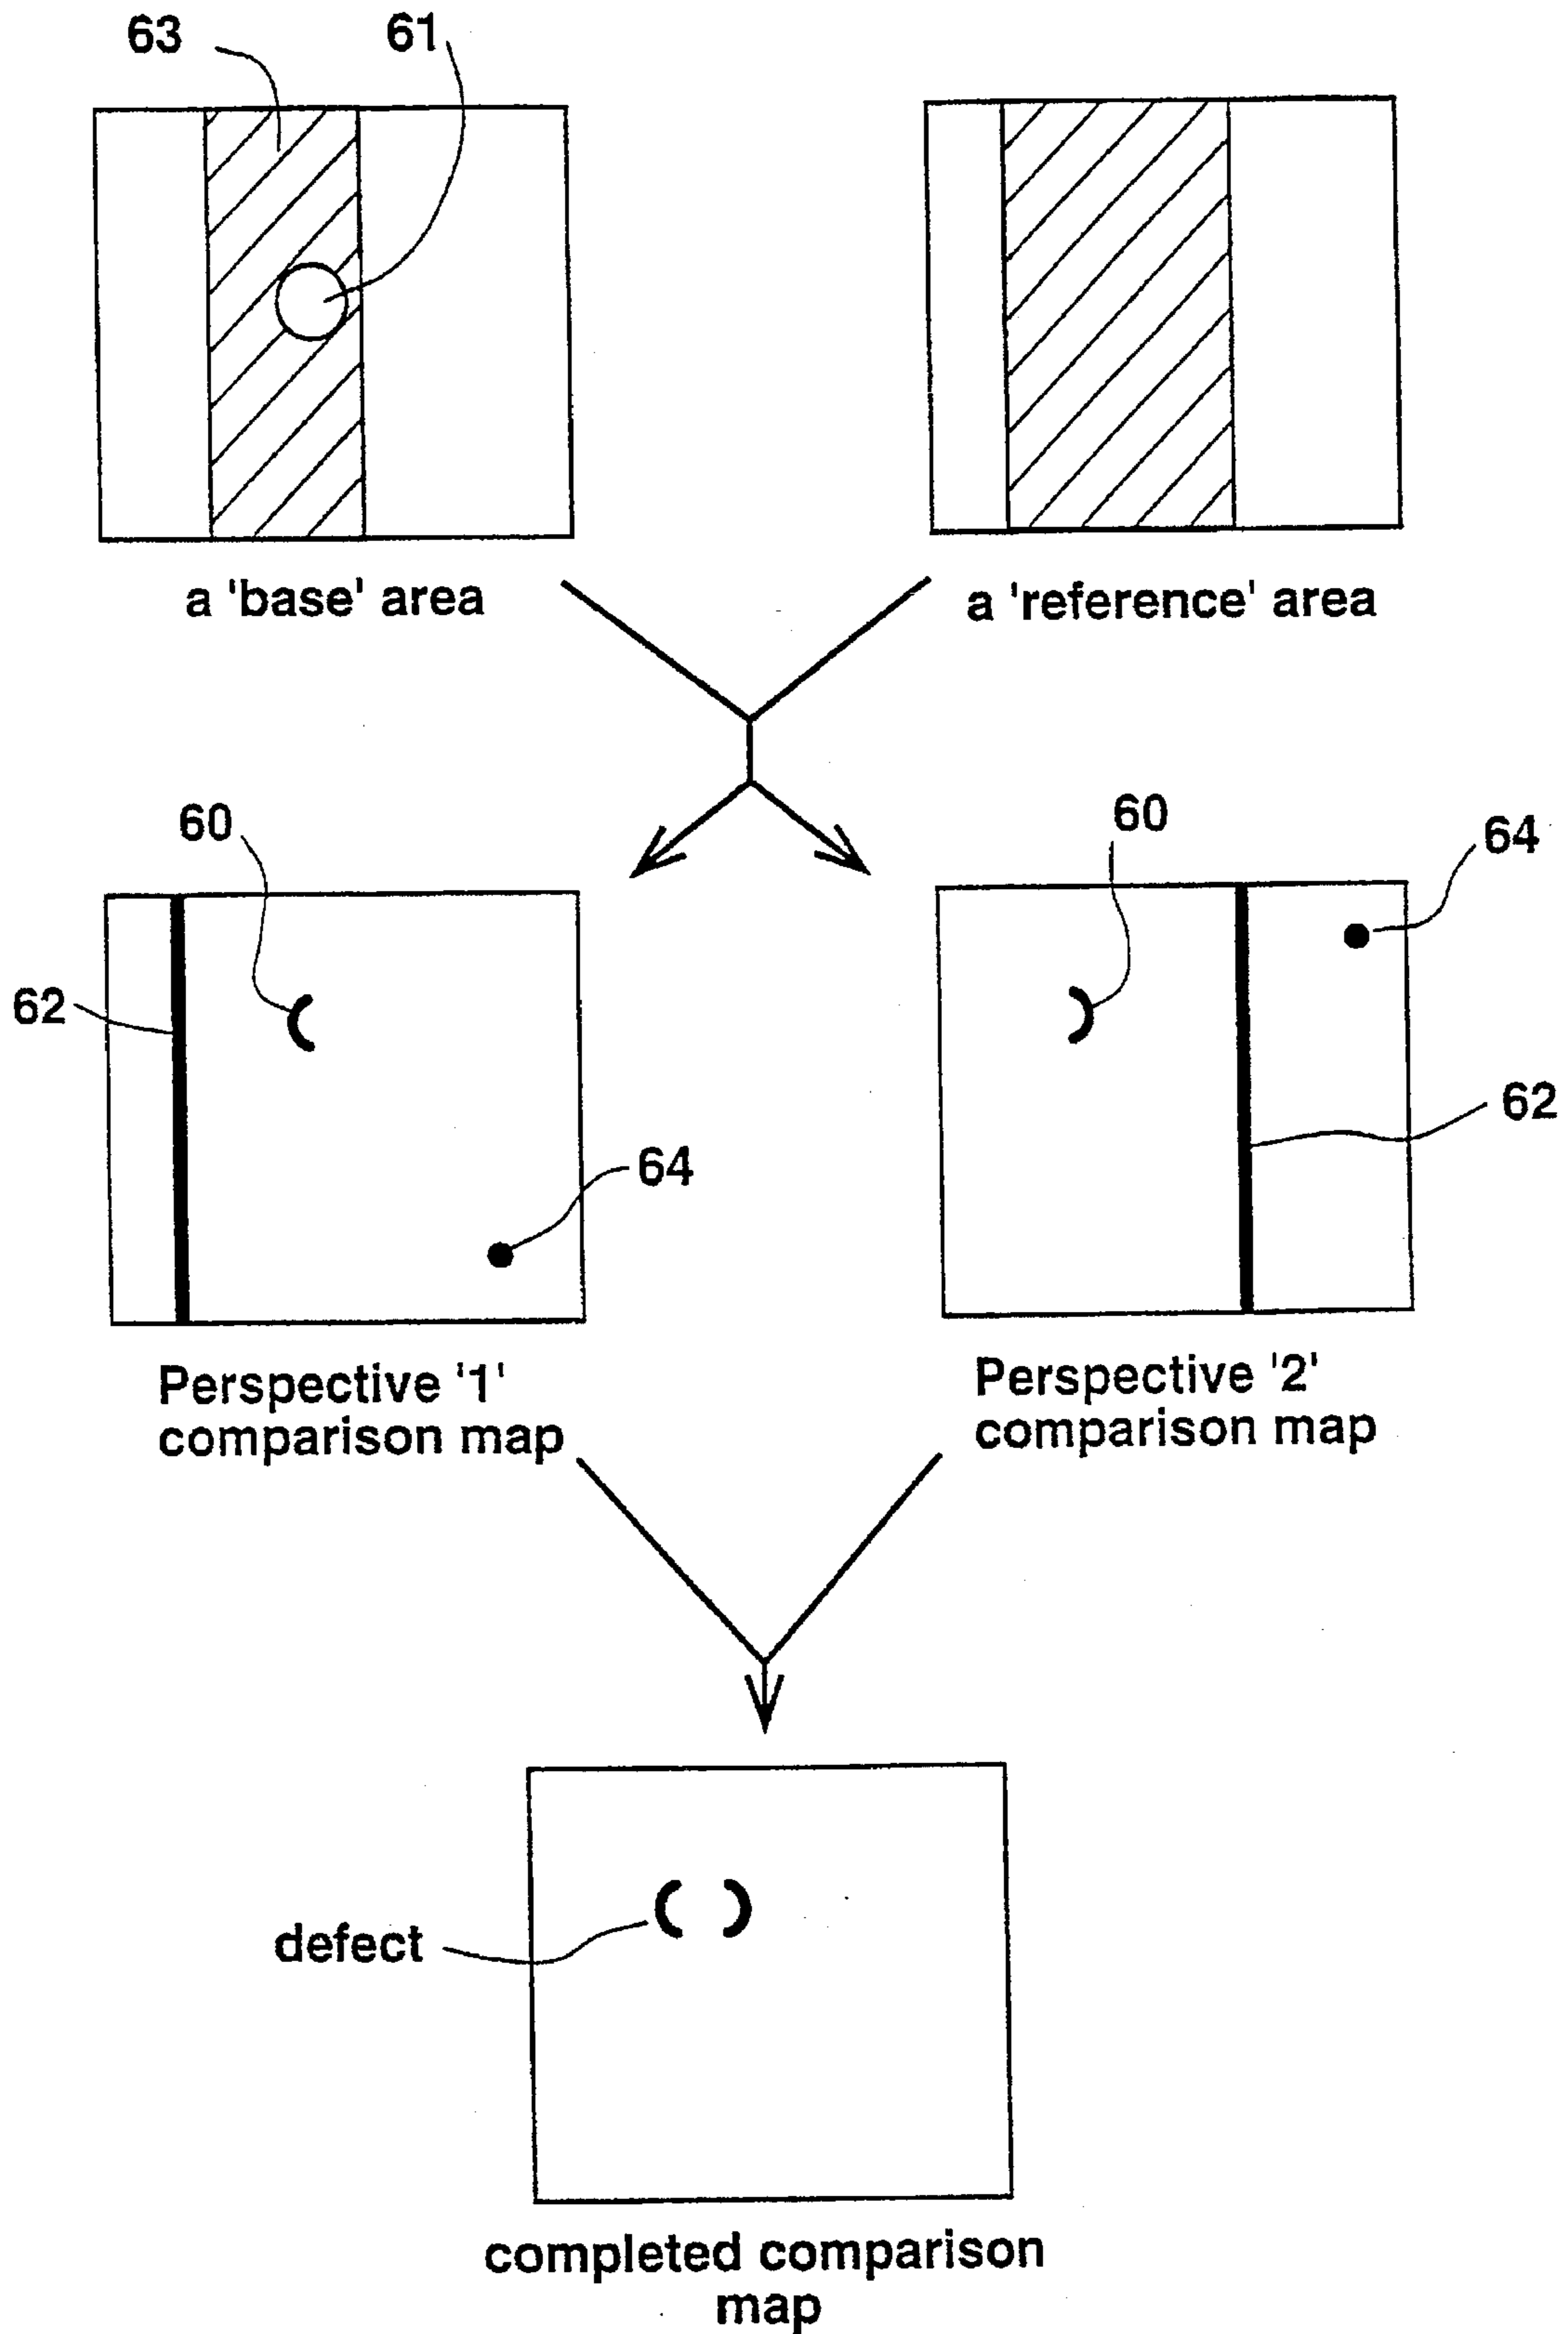 63
61
a 'base' area
a 'reference' area
60
60
64
62
62
64
Perspective '1'
comparison map
Perspective '2'
comparison map
defect
completed comparison
map